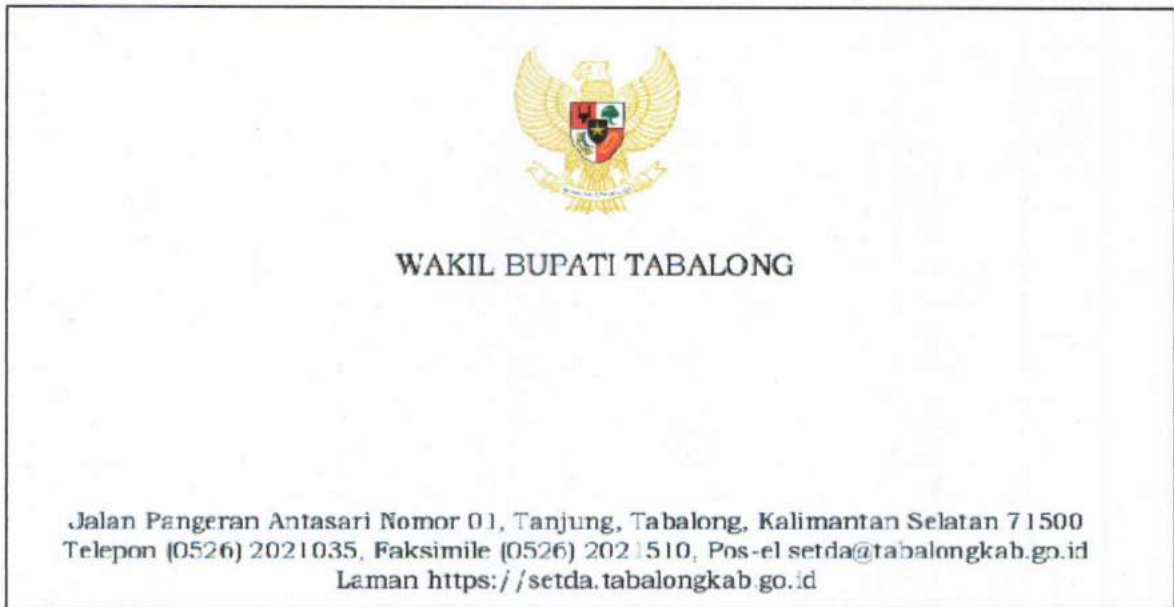 WAKIL BUPATI TABALONG
Jalan Pangeran Antasari Nomor 01, Tanjung, Tabalong, Kalimantan Selatan 71500
Telepon (0526) 2021035, Faksimile (0526) 2021510, Pos-el setda@tabalongkab.go.id
Laman https://setda.tabalongkab.go.id